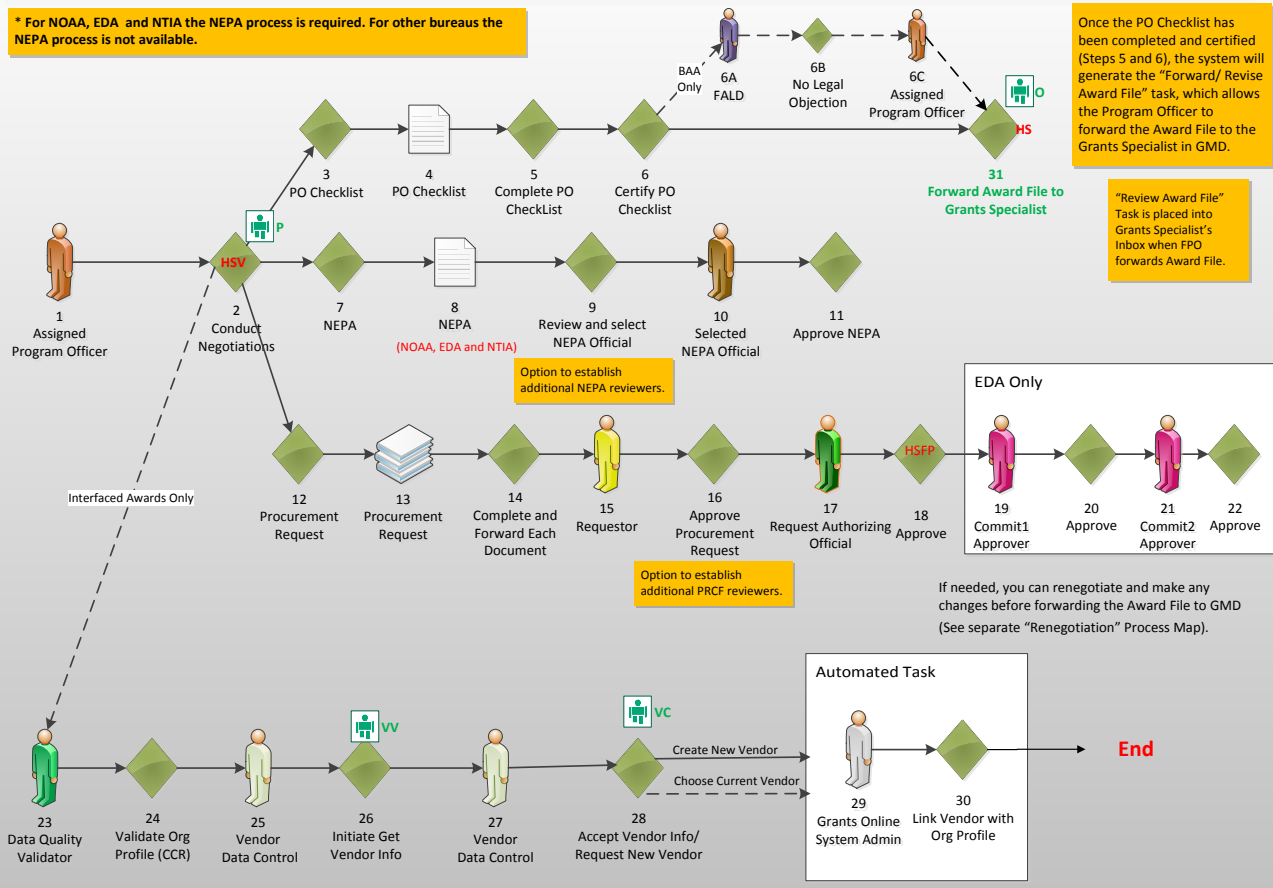 * For NOAA, EDA and NTIA the NEPA process is required. For other bureaus the
NEPA process is not available.
BAA
Only
6A
FALD
6B
No Legal
Objection
6C
Assigned
Program Officer
O
HS
Once the PO Checklist has
been completed and certified
(Steps 5 and 6), the system will
generate the “Forward/ Revise
Award File” task, which allows
the Program Officer to
forward the Award File to the
Grants Specialist in GMD.
3
PO Checklist
4
PO Checklist
5
Complete PO
CheckList
6
Certify PO
Checklist
31
Forward Award File to
Grants Specialist
“Review Award File”
Task is placed into
Grants Specialist’s
Inbox when FPO
forwards Award File.
P
HSV
1
Assigned
Program Officer
2
Conduct
Negotiations
7
NEPA
8
NEPA
(NOAA, EDA and NTIA)
9
Review and select
NEPA Official
10
Selected
NEPA Official
11
Approve NEPA
Option to establish
additional NEPA reviewers.
EDA Only
HSFP
12
Procurement
Request
13
Procurement
Request
14
Complete and
Forward Each
Document
15
Requestor
16
Approve
Procurement
Request
17
Request Authorizing
Official
18
Approve
19
Commit1
Approver
20
Approve
21
Commit2
Approver
22
Approve
Interfaced Awards Only
Option to establish
additional PRCF reviewers.
If needed, you can renegotiate and make any
changes before forwarding the Award File to GMD
(See separate “Renegotiation” Process Map).
Automated Task
VV
VC
Create New Vendor
Choose Current Vendor
End
23
Data Quality
Validator
24
Validate Org
Profile (CCR)
25
Vendor
Data Control
26
Initiate Get
Vendor Info
27
Vendor
Data Control
28
Accept Vendor Info/
Request New Vendor
29
Grants Online
System Admin
30
Link Vendor with
Org Profile